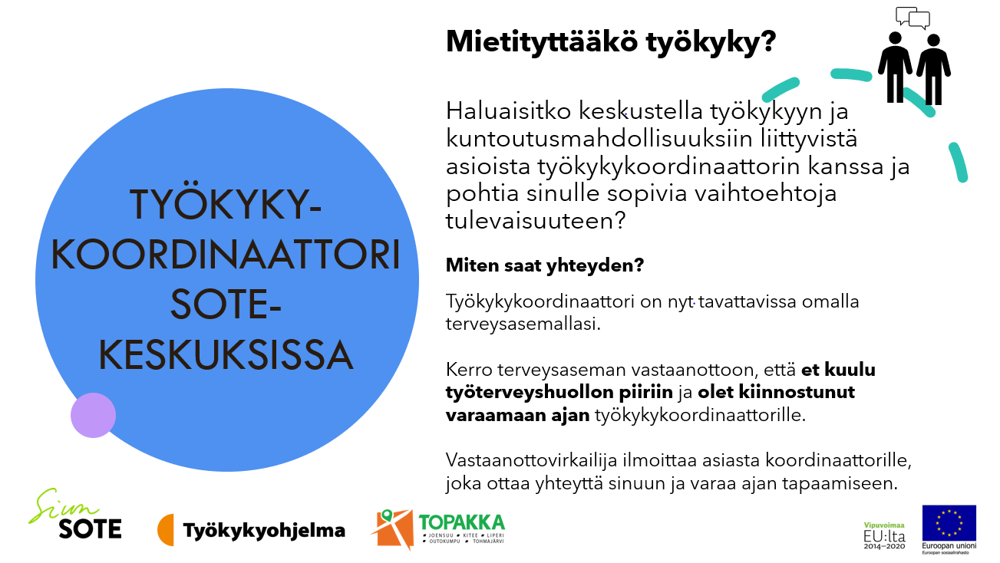 Mietityttääkö työkyky?
TYÖKYKY-
KOORDINAATTORI
SOTE-
KESKUKSISSA
Haluaisitko keskustella työkykyyn ja
kuntoutusmahdollisuuksiin liittyvistä
asioista työkykykoordinaattorin kanssa ja
pohtia sinulle sopivia vaihtoehtoja
tulevaisuuteen?
Miten saat yhteyden?
Työkykykoordinaattori on nyt tavattavissa omalla
terveysasemallasi.
Kerro terveysaseman vastaanottoon, että et kuulu
työterveyshuollon piiriin ja olet kiinnostunut
varaamaan ajan työkykykoordinaattorille.
Vastaanottovirkailija ilmoittaa asiasta koordinaattorille,
joka ottaa yhteyttä sinuun ja varaa ajan tapaamiseen.
Siun
SOTE
Työkykyohjelma
TOPAKKA
JOENSUU KITEE LIPERI
OUTOKUMPU TOHMAJÄRVI
Vipuvoimaa
EU:lta
2014–2020
Euroopan unioni
Euroopan sosiaalirahasto